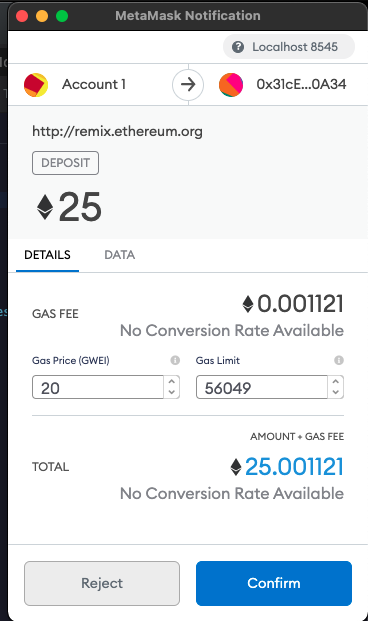 MetaMask Notification
Localhost 8545
Account 1
0x31cE...0A34
http://remix.ethereum.org
DEPOSIT
25
DETAILS
DATA
GAS FEE
0.001121
No Conversion Rate Available
Gas Price (GWEI)
Gas Limit
20
56049
AMOUNT + GAS FEE
TOTAL
25.001121
No Conversion Rate Available
Reject
Confirm